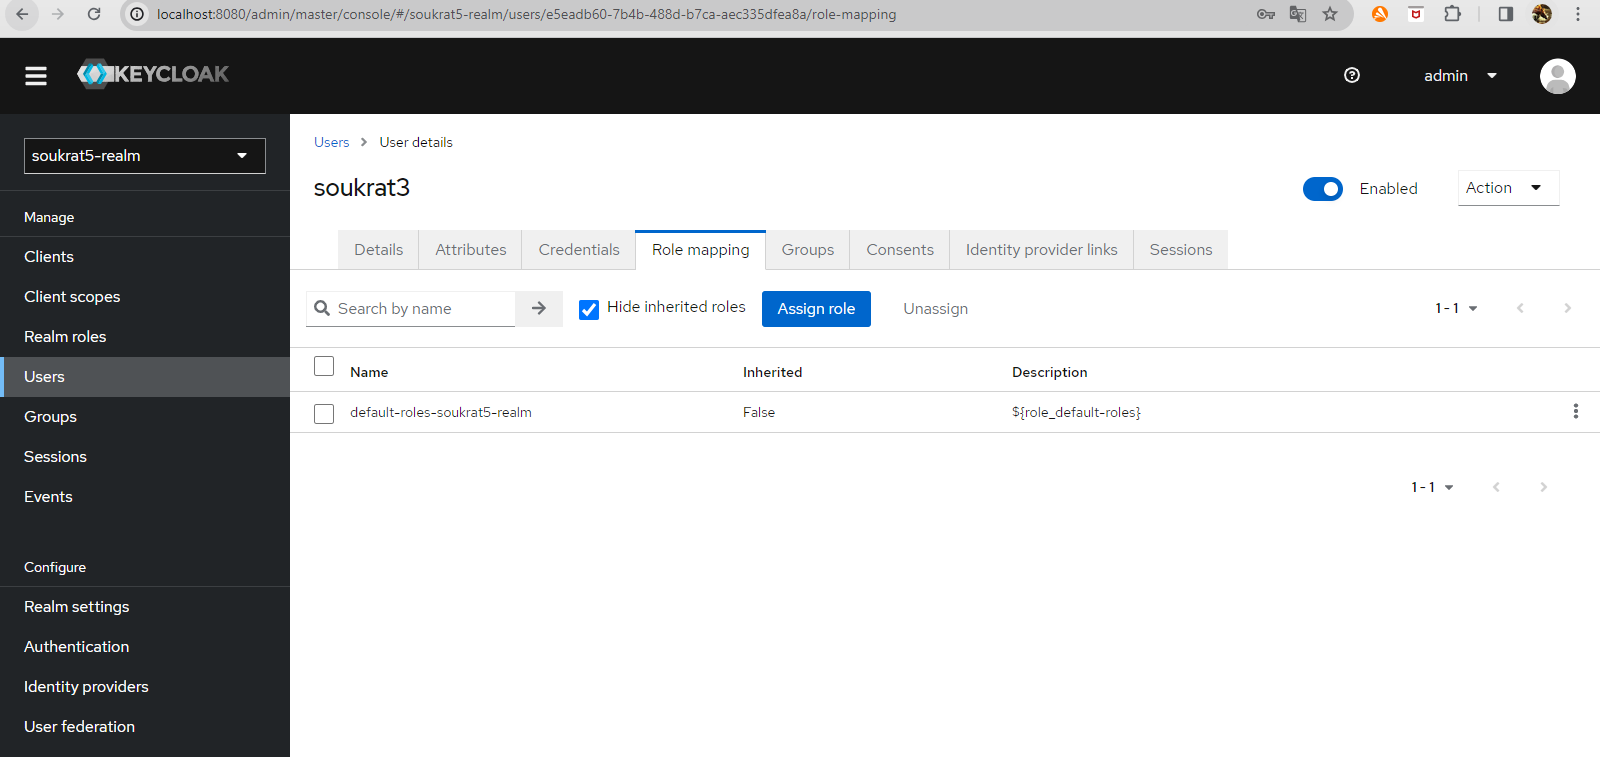 localhost:8080/admin/master/console/#/soukrat5-realm/users/e5eadb60-7b4b-488d-b7ca-aec335dfea8a/role-mapping
KEYCLOAK
admin
soukrat5-realm
Manage
Clients
Client scopes
Realm roles
Users
Groups
Sessions
Events
Configure
Realm settings
Authentication
Identity providers
User federation
Users > User details
soukrat3
Enabled
Action
Details Attributes Credentials Role mapping Groups Consents Identity provider links Sessions
Search by name Hide inherited roles Assign role Unassign 1 - 1
Name Inherited Description
default-roles-soukrat5-realm False ${role_default-roles}
1 - 1